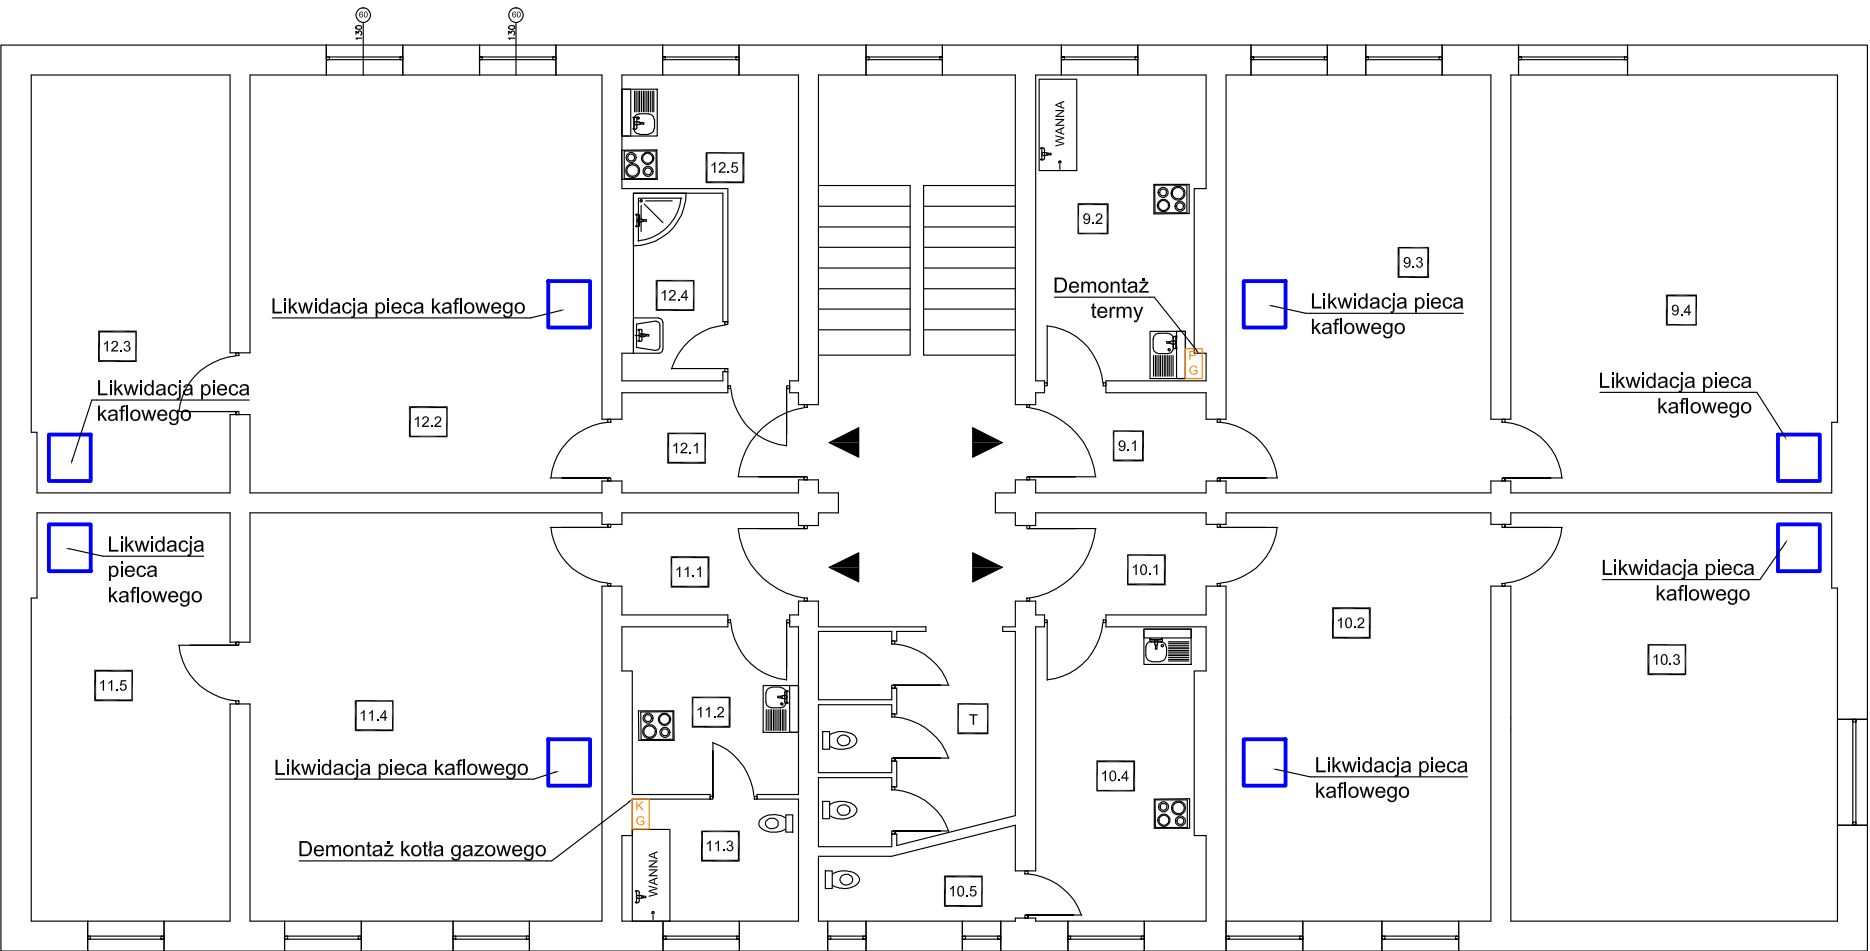 60
130
60
130
12.5
WANNA
9.2
9.3
9.4
12.4
12.3
Likwidacja pieca kaflowego
Demontaż
termy
Likwidacja pieca
kaflowego
P
G
Likwidacja pieca
kaflowego
12.2
Likwidacja pieca
kaflowego
12.1
9.1
Likwidacja
pieca
kaflowego
11.1
10.1
Likwidacja pieca
kaflowego
10.2
10.3
11.5
11.4
11.2
T
Likwidacja pieca kaflowego
10.4
Likwidacja pieca
kaflowego
K
G
Demontaż kotła gazowego
11.3
WANNA
10.5